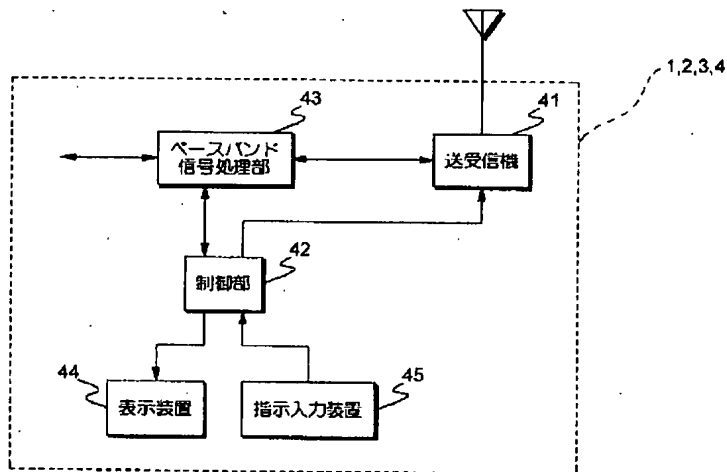 1,2,3,4
43
41
ベースバンド
信号処理部
送受信機
42
制御部
44
45
表示装置
指示入力装置